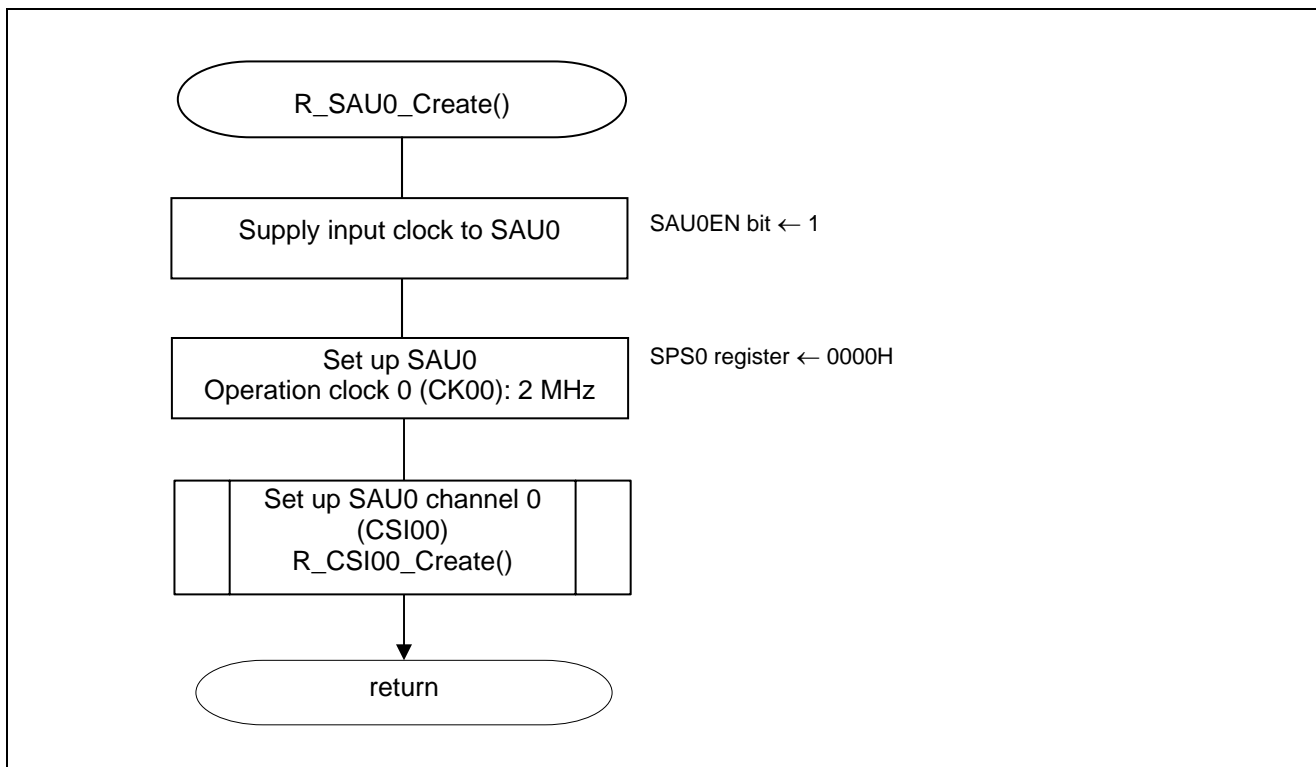 R_SAU0_Create()
Supply input clock to SAU0
SAU0EN bit ← 1
Set up SAU0
Operation clock 0 (CK00): 2 MHz
SPS0 register ← 0000H
Set up SAU0 channel 0
(CSI00)
R_CSI00_Create()
return